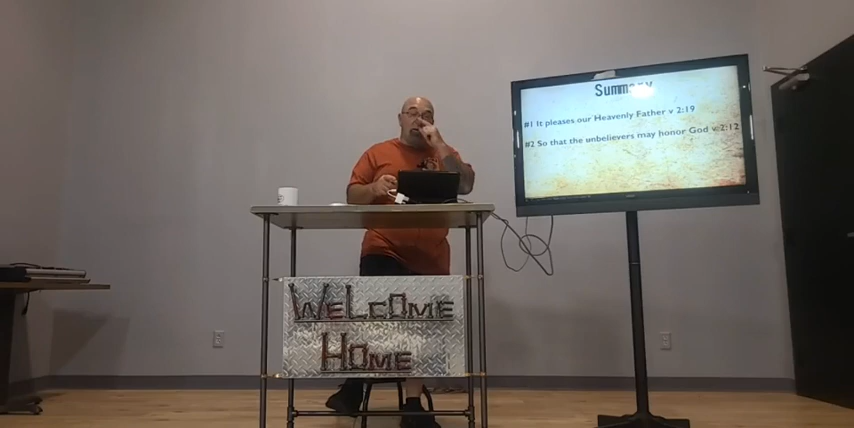 Summary
#1 It pleases our Heavenly Father v 2:19
#2 So that the unbelievers may honor God v. 2:12
WELCOME
HOME